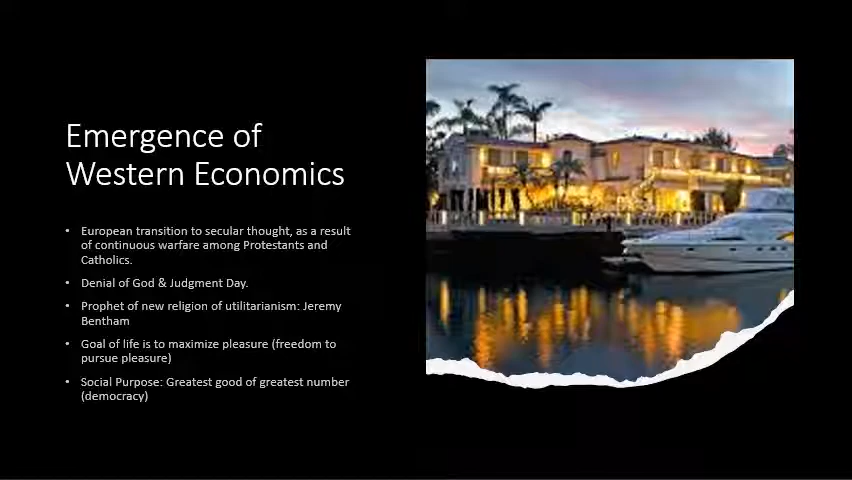 Emergence of
Western Economics
• European transition to secular thought, as a result
of continuous warfare among Protestants and
Catholics.
• Denial of God & Judgment Day.
• Prophet of new religion of utilitarianism: Jeremy
Bentham
• Goal of life is to maximize pleasure (freedom to
pursue pleasure)
• Social Purpose: Greatest good of greatest number
(democracy)